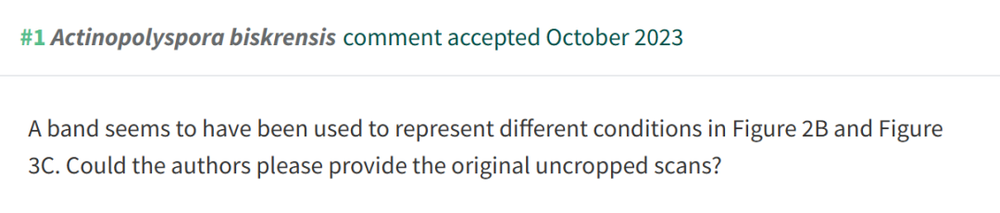 #1 Actinopolyspora biskrensis comment accepted October 2023
A band seems to have been used to represent different conditions in Figure 2B and Figure
3C. Could the authors please provide the original uncropped scans?